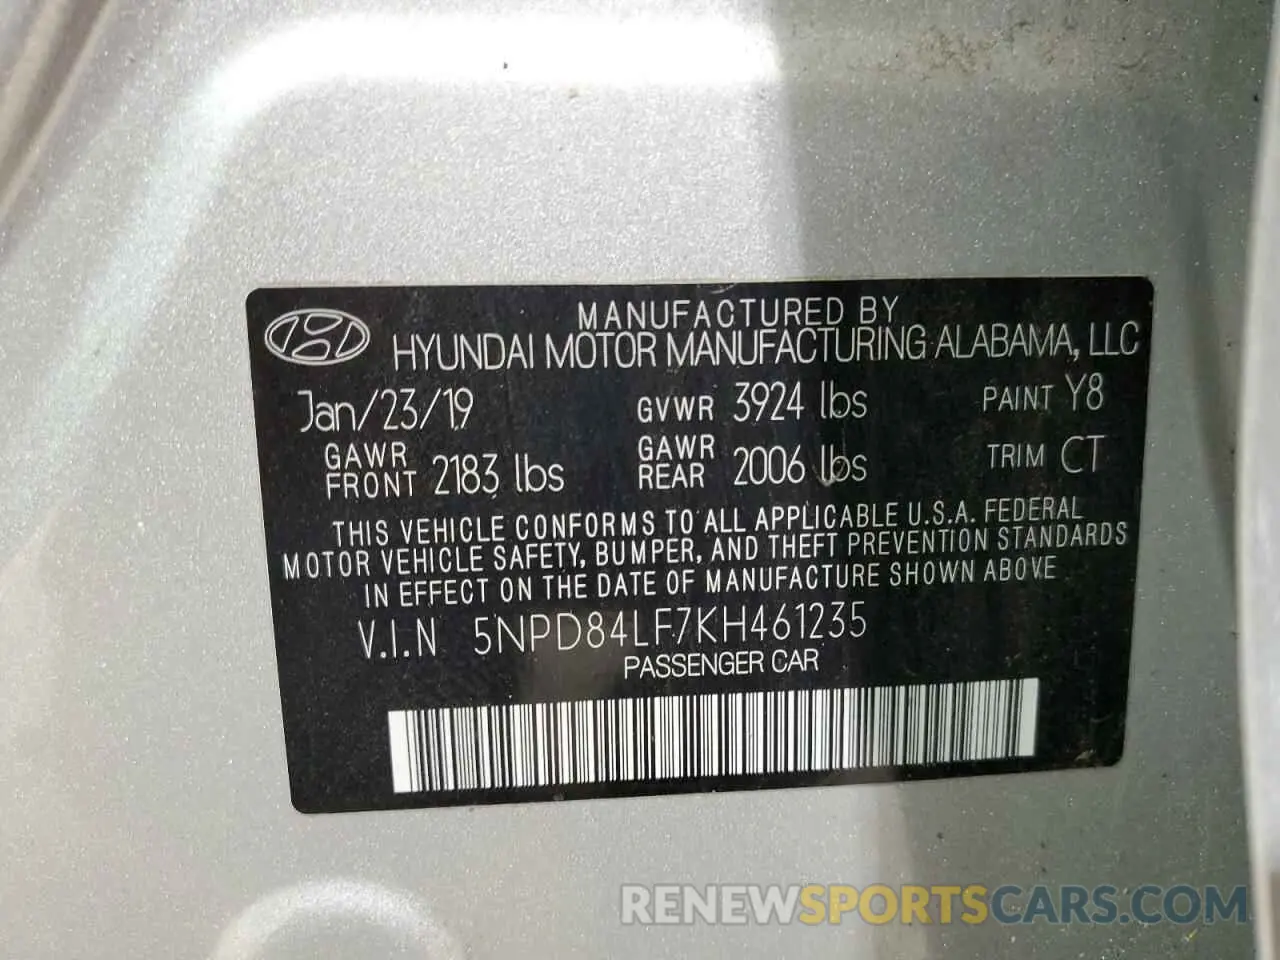 MANUFACTURED BY
HYUNDAI MOTOR MANUFACTURING ALABAMA, LLC
Jan/23/19 GVWR 3924 lbs PAINT Y8
GAWR FRONT 2183 lbs GAWR REAR 2006 lbs TRIM CT
THIS VEHICLE CONFORMS TO ALL APPLICABLE U.S.A. FEDERAL
MOTOR VEHICLE SAFETY, BUMPER, AND THEFT PREVENTION STANDARDS
IN EFFECT ON THE DATE OF MANUFACTURE SHOWN ABOVE
V.I.N 5NPD84LF7KH461235
PASSENGER CAR
RENEWSPORTSCARS.COM